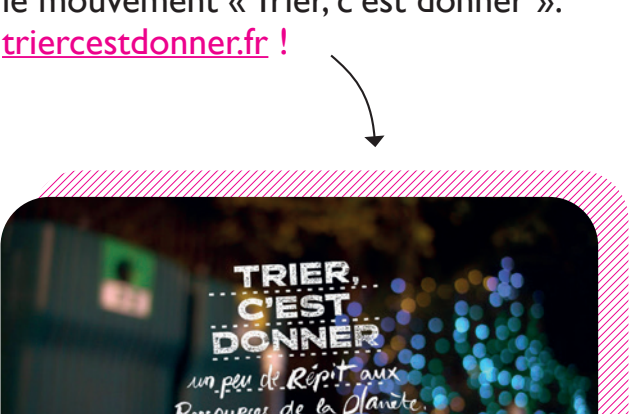 le mouvement « Trier, c'est donner ».
triercestdonner.fr !
TRIER,
C'EST
DONNER
un peu de Répit aux
Ressources de la Planète.